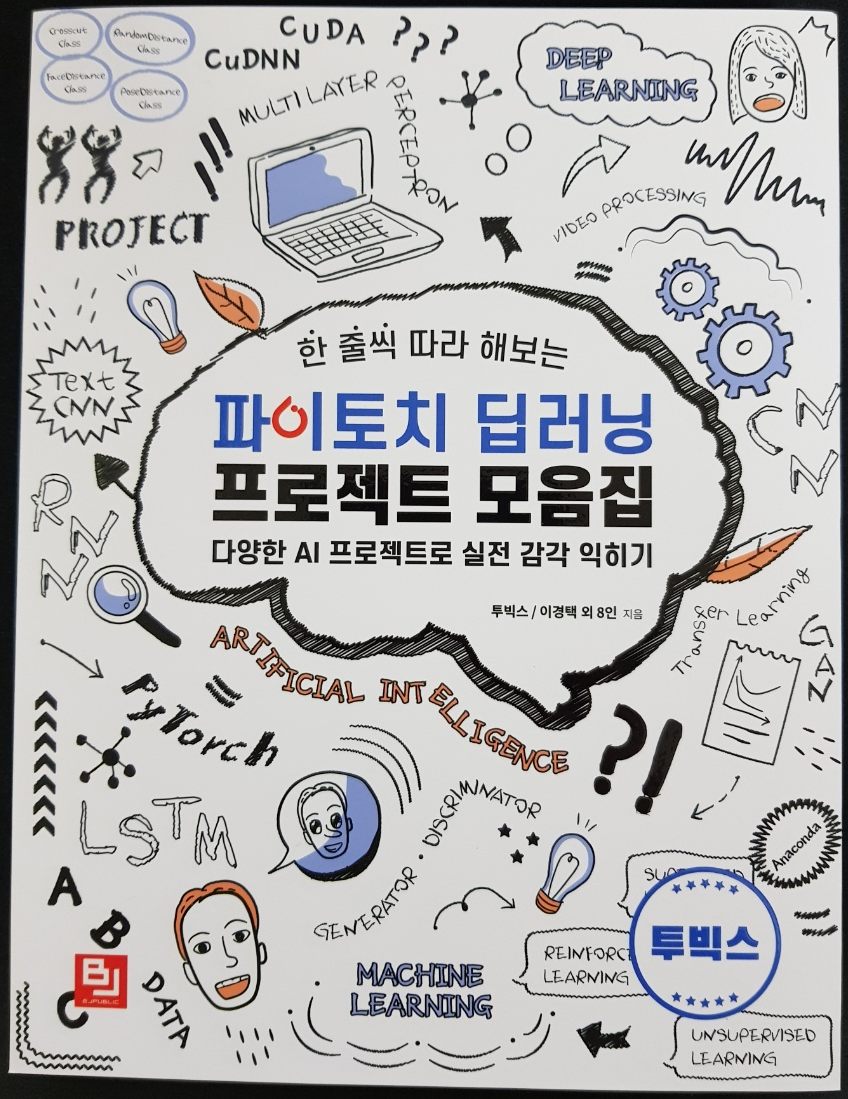 Crosscut
Class
RandomDistance
Class
FaceDistance
Class
PoseDistance
Class
CUDA
CuDNN
???
DEEP
LEARNING
MULTI LAYER
PERCEPTRON
!!!
PROJECT
VIDEO PROCESSING
한 줄씩 따라 해보는
파이토치 딥러닝
프로젝트 모음집
다양한 AI 프로젝트로 실전 감각 익히기
투빅스 / 이경택 외 8인 지음
Text
CNN
CNN
RNN
Transfer Learning
GAN
ARTIFICIAL INTELLIGENCE
PyTorch
?!
LSTM
GENERATOR · DISCRIMINATOR
Anaconda
A
B
C
DATA
BJ
BJPUBLIC
MACHINE
LEARNING
REINFORC
LEARNING
투빅스
UNSUPERVISED
LEARNING